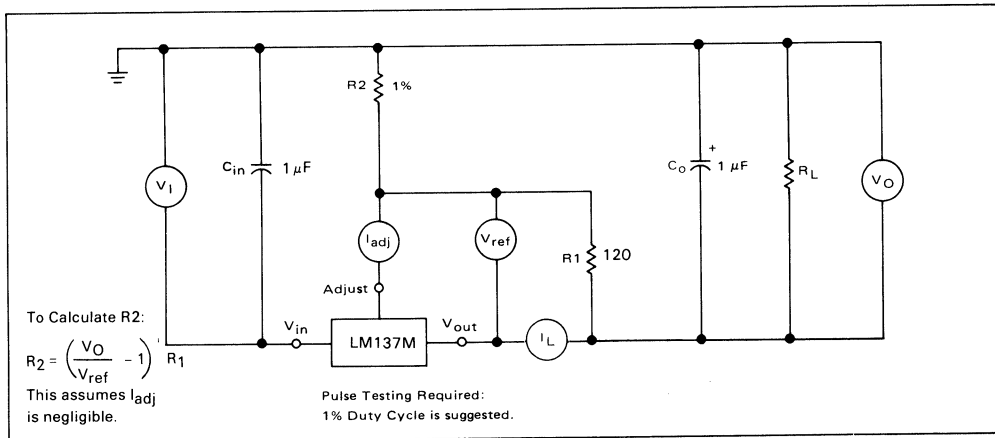 R2 1%
Cin 1 μF
VI
+
CO 1 μF
RL
VO
Iadj
Vref
R1 120
Adjust
Vin
LM137M
Vout
IL
To Calculate R2:
R2 = (VO/Vref - 1) R1
This assumes Iadj
is negligible.
Pulse Testing Required:
1% Duty Cycle is suggested.